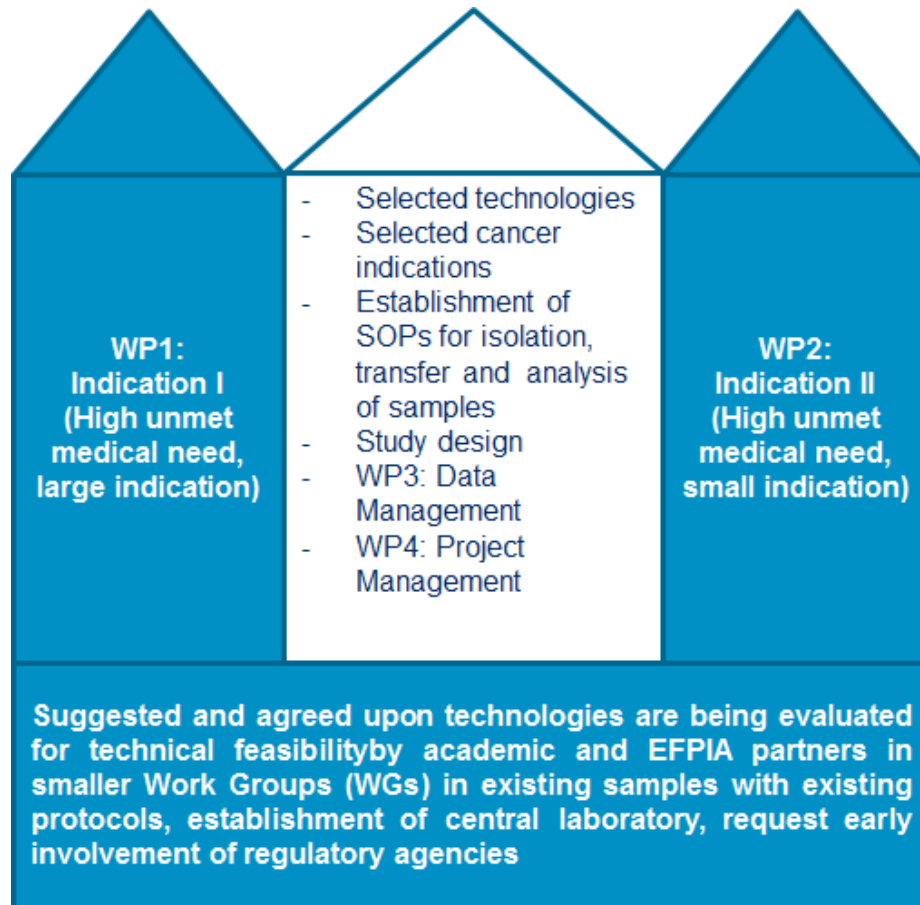 WP1:
Indication I
(High unmet
medical need,
large indication)
- Selected technologies
- Selected cancer
indications
- Establishment of
SOPs for isolation,
transfer and analysis
of samples
- Study design
- WP3: Data
Management
- WP4: Project
Management
WP2:
Indication II
(High unmet
medical need,
small indication)
Suggested and agreed upon technologies are being evaluated
for technical feasibilityby academic and EFPIA partners in
smaller Work Groups (WGs) in existing samples with existing
protocols, establishment of central laboratory, request early
involvement of regulatory agencies